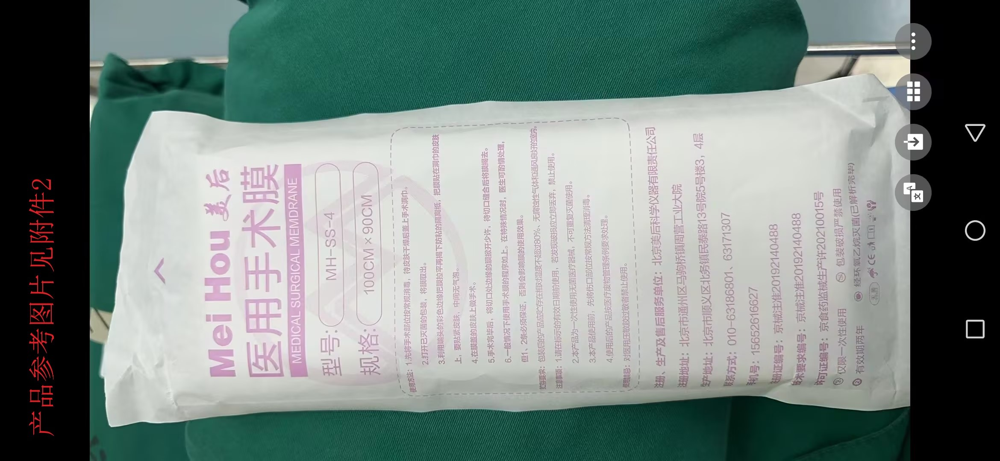 产品参考图片见附件2
Mei Hou 美后
医用手术膜
MEDICAL SURGICAL MEMDRANE
型号： MH-SS-4
规格： 100CM×90CM
使用方法：1.先将手术部位按常规消毒，待皮肤干燥后盖上手术洞巾。
2.打开已灭菌的包装，将膜取出。
3.利用端头的彩色边缘把膜拉平再揭下防粘的隔离纸，把膜贴在洞巾的皮肤
上，要贴紧皮肤，中间无气泡。
4.在膜盖的皮肤上做手术。
5.手术完毕后，将切口处边缘的膜掀开少许，待切口缝合后将膜揭去。
6.一般情况下使用手术膜的程序如上。在特殊情况时，医生可酌情处理，
但1、2条必须保证，否则会影响膜的使用效果。
贮存要求：包装后的产品应贮存在相对湿度不超过80%、无腐蚀性气体和通风良好的室内。
注意事项：1.请在标示的有效日期前使用，若发现破损应立即丢弃，禁止使用。
2.本产品为一次性使用无菌医疗器械，不可重复灭菌使用。
3.本产品使用前，先将伤口部位按常规方法清理消毒。
4.使用后的产品按医疗废物管理条例要求处理。
使用禁忌：对医用压敏胶过敏者禁止使用。
注册、生产及售后服务单位：北京美后科学仪器有限责任公司
注册地址：北京市通州区马驹桥镇周营工业大院
生产地址：北京市顺义区北务镇民泰路13号院5号楼3，4层
联系方式：010-63186801、63171307
手机号：15652616627
注册证编号：京械注准20192140488
技术要求编号：京械注准20192140488
许可证编号：京食药监械生产许20210015号
仅限一次性使用 包装破损严禁使用
有效期两年 经环氧乙烷灭菌(已解析完毕)
无菌 CE